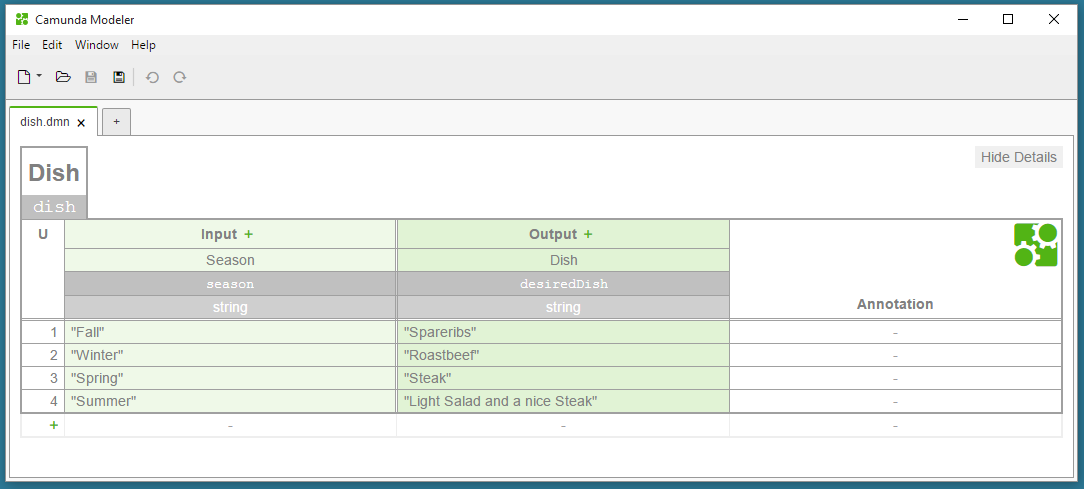 Camunda Modeler
File Edit Window Help
dish.dmn × +
Hide Details
Dish
dish
U Input + Output +
Season Dish
season desiredDish
string string Annotation
1 "Fall" "Spareribs" -
2 "Winter" "Roastbeef" -
3 "Spring" "Steak" -
4 "Summer" "Light Salad and a nice Steak" -
+ - - -